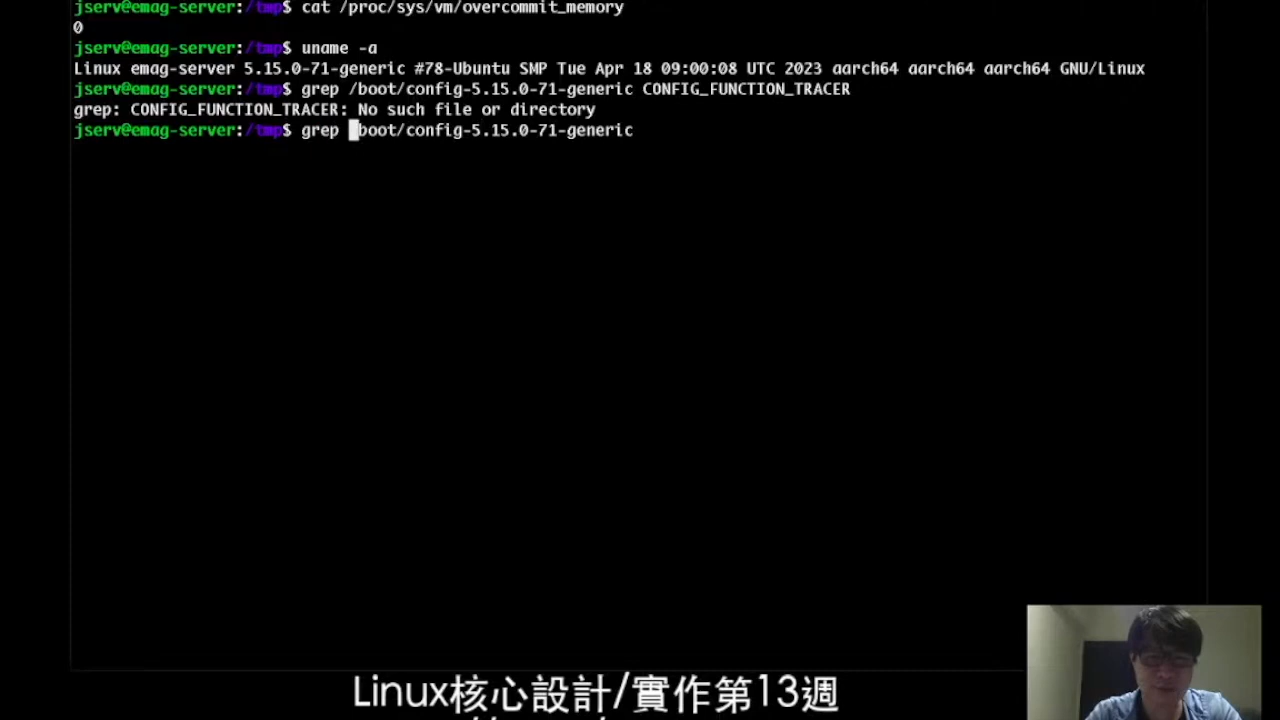 jserv@emag-server:/tmp$ cat /proc/sys/vm/overcommit_memory
0
jserv@emag-server:/tmp$ uname -a
Linux emag-server 5.15.0-71-generic #78-Ubuntu SMP Tue Apr 18 09:00:08 UTC 2023 aarch64 aarch64 aarch64 GNU/Linux
jserv@emag-server:/tmp$ grep /boot/config-5.15.0-71-generic CONFIG_FUNCTION_TRACER
grep: CONFIG_FUNCTION_TRACER: No such file or directory
jserv@emag-server:/tmp$ grep boot/config-5.15.0-71-generic
Linux核心設計/實作第13週